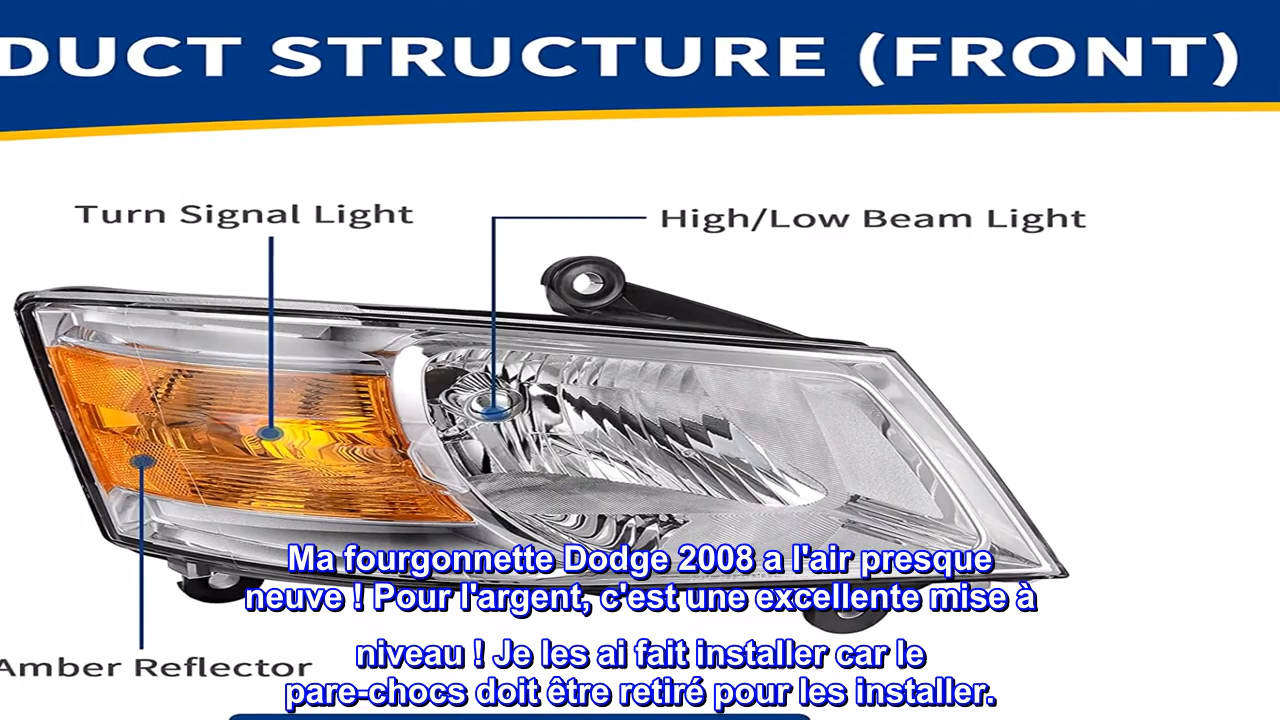 DUCT STRUCTURE (FRONT)
Turn Signal Light
High/Low Beam Light
Ma fourgonnette Dodge 2008 a l'air presque
neuve ! Pour l'argent, c'est une excellente mise à
niveau ! Je les ai fait installer car le
Amber Reflector
pare-chocs doit être retiré pour les installer.